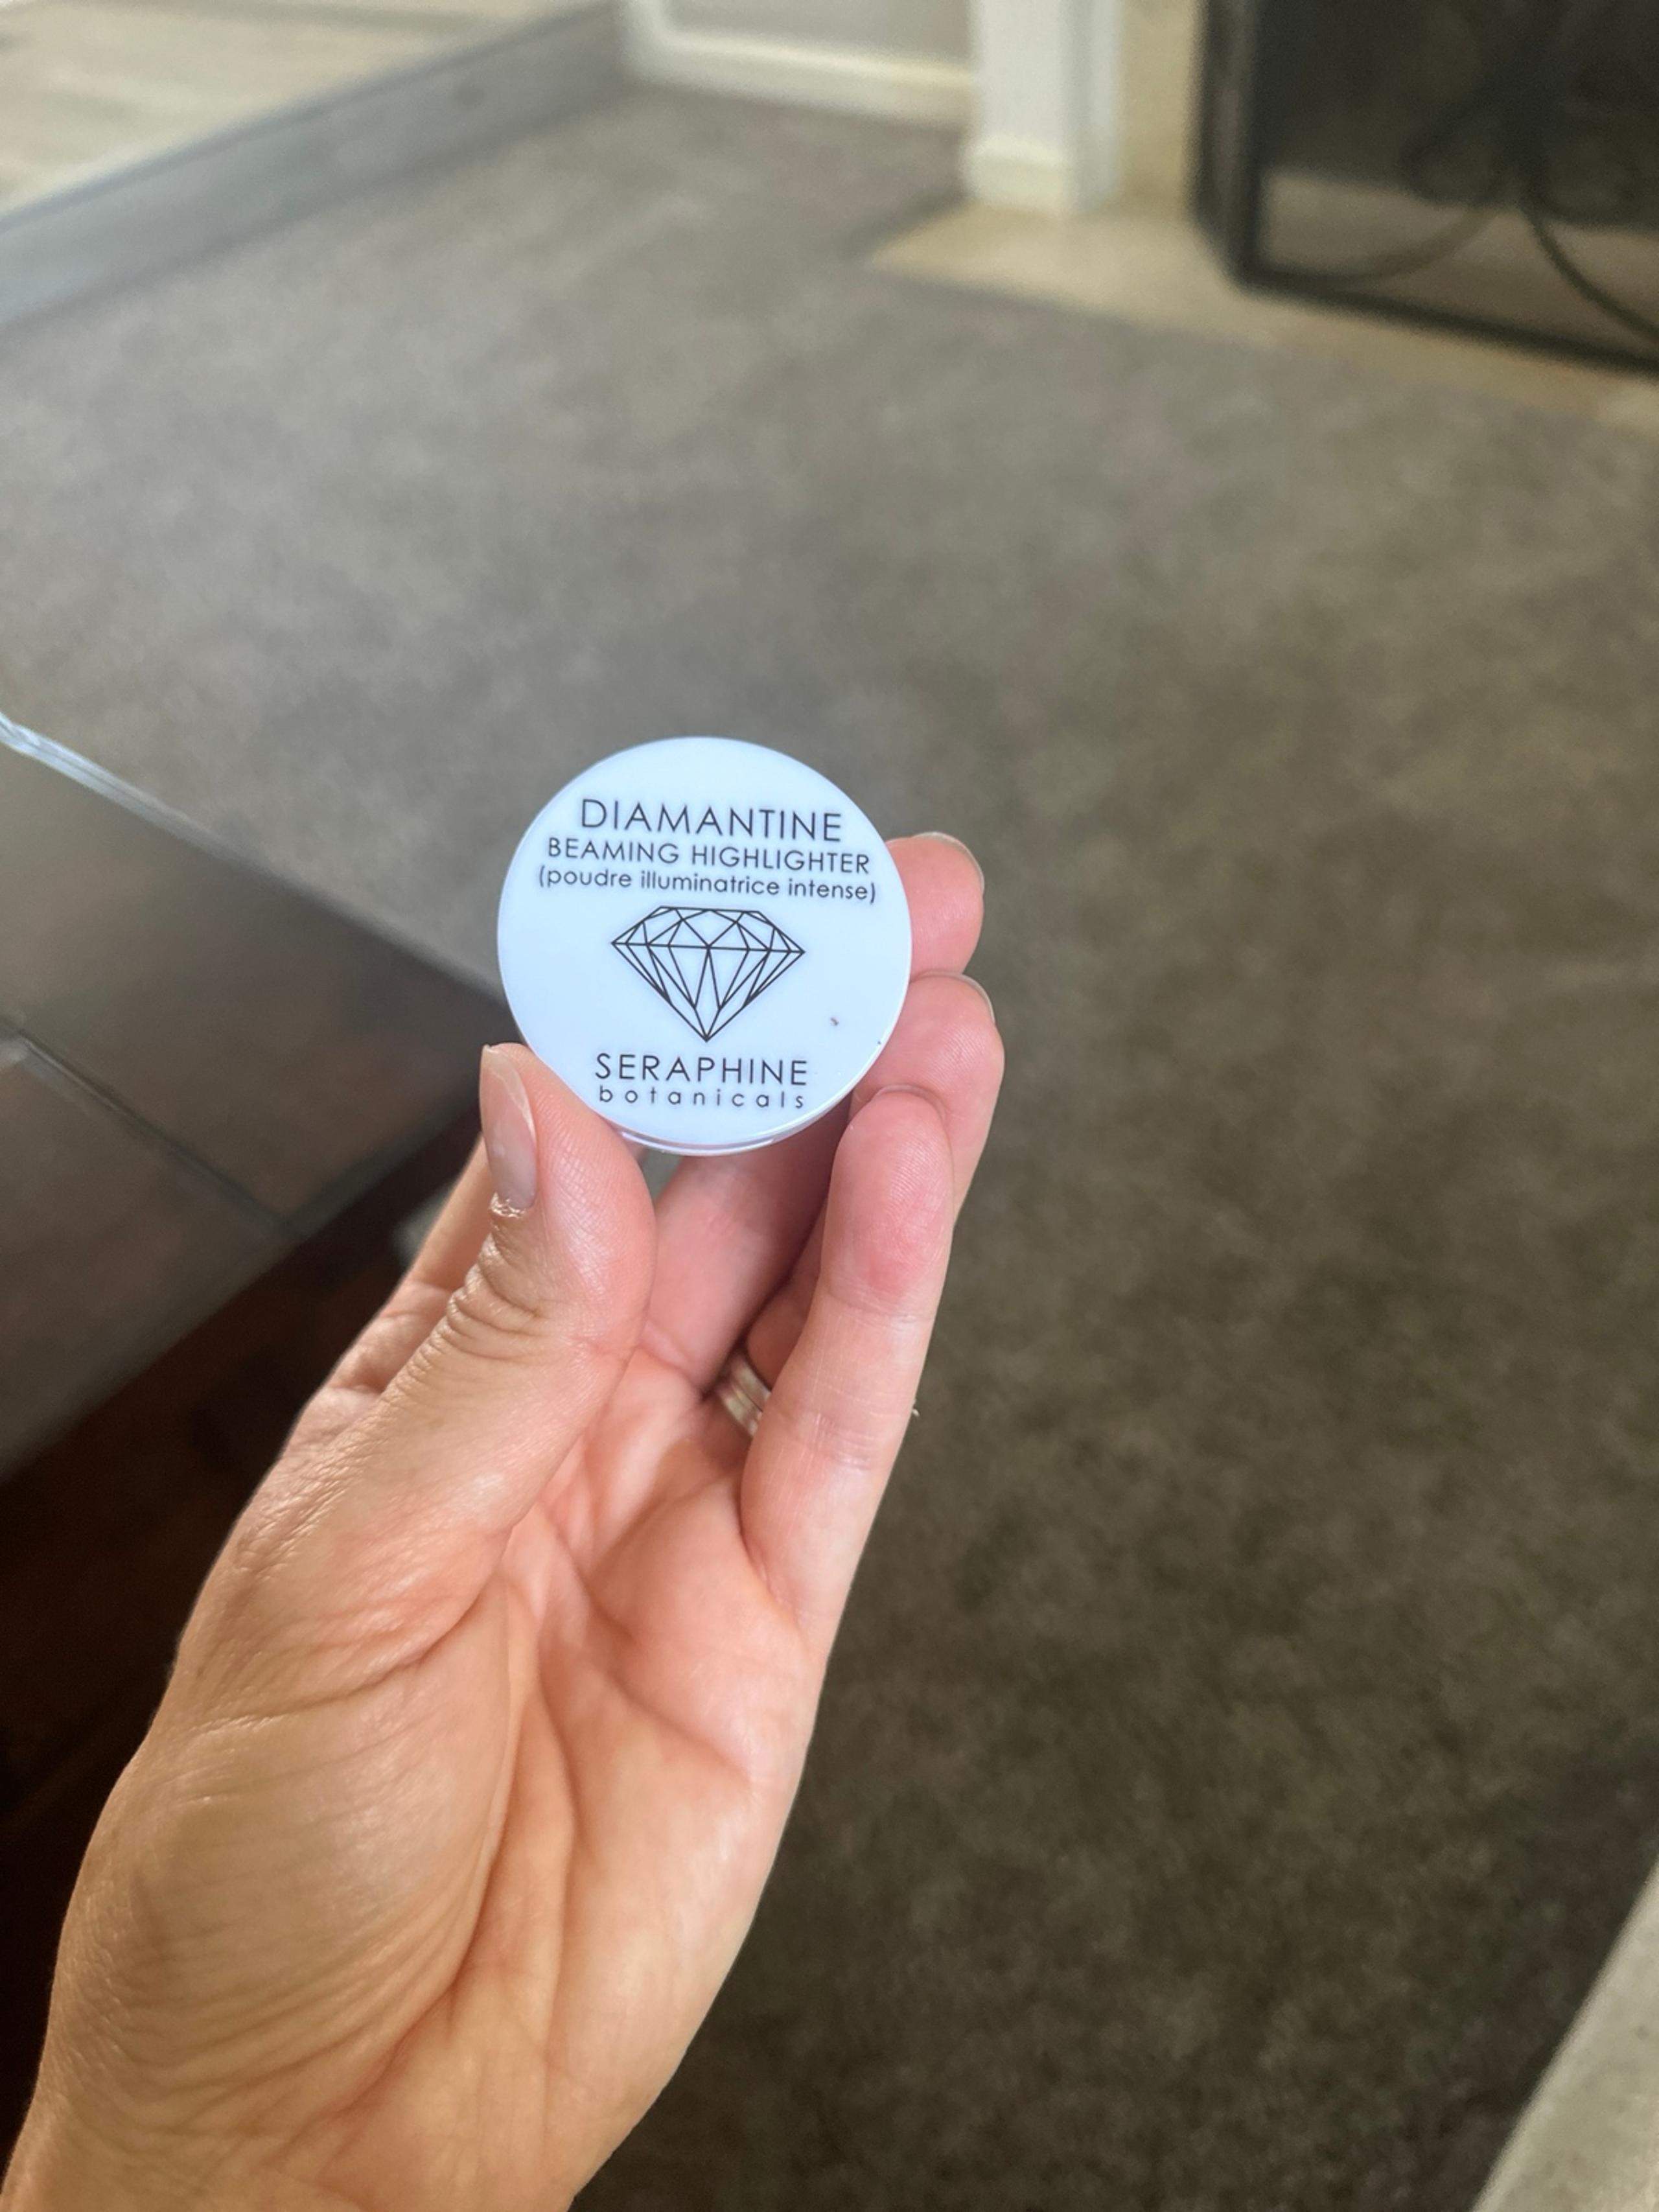 DIAMANTINE
BEAMING HIGHLIGHTER
(poudre illuminatrice intense)
SERAPHINE
botanicals